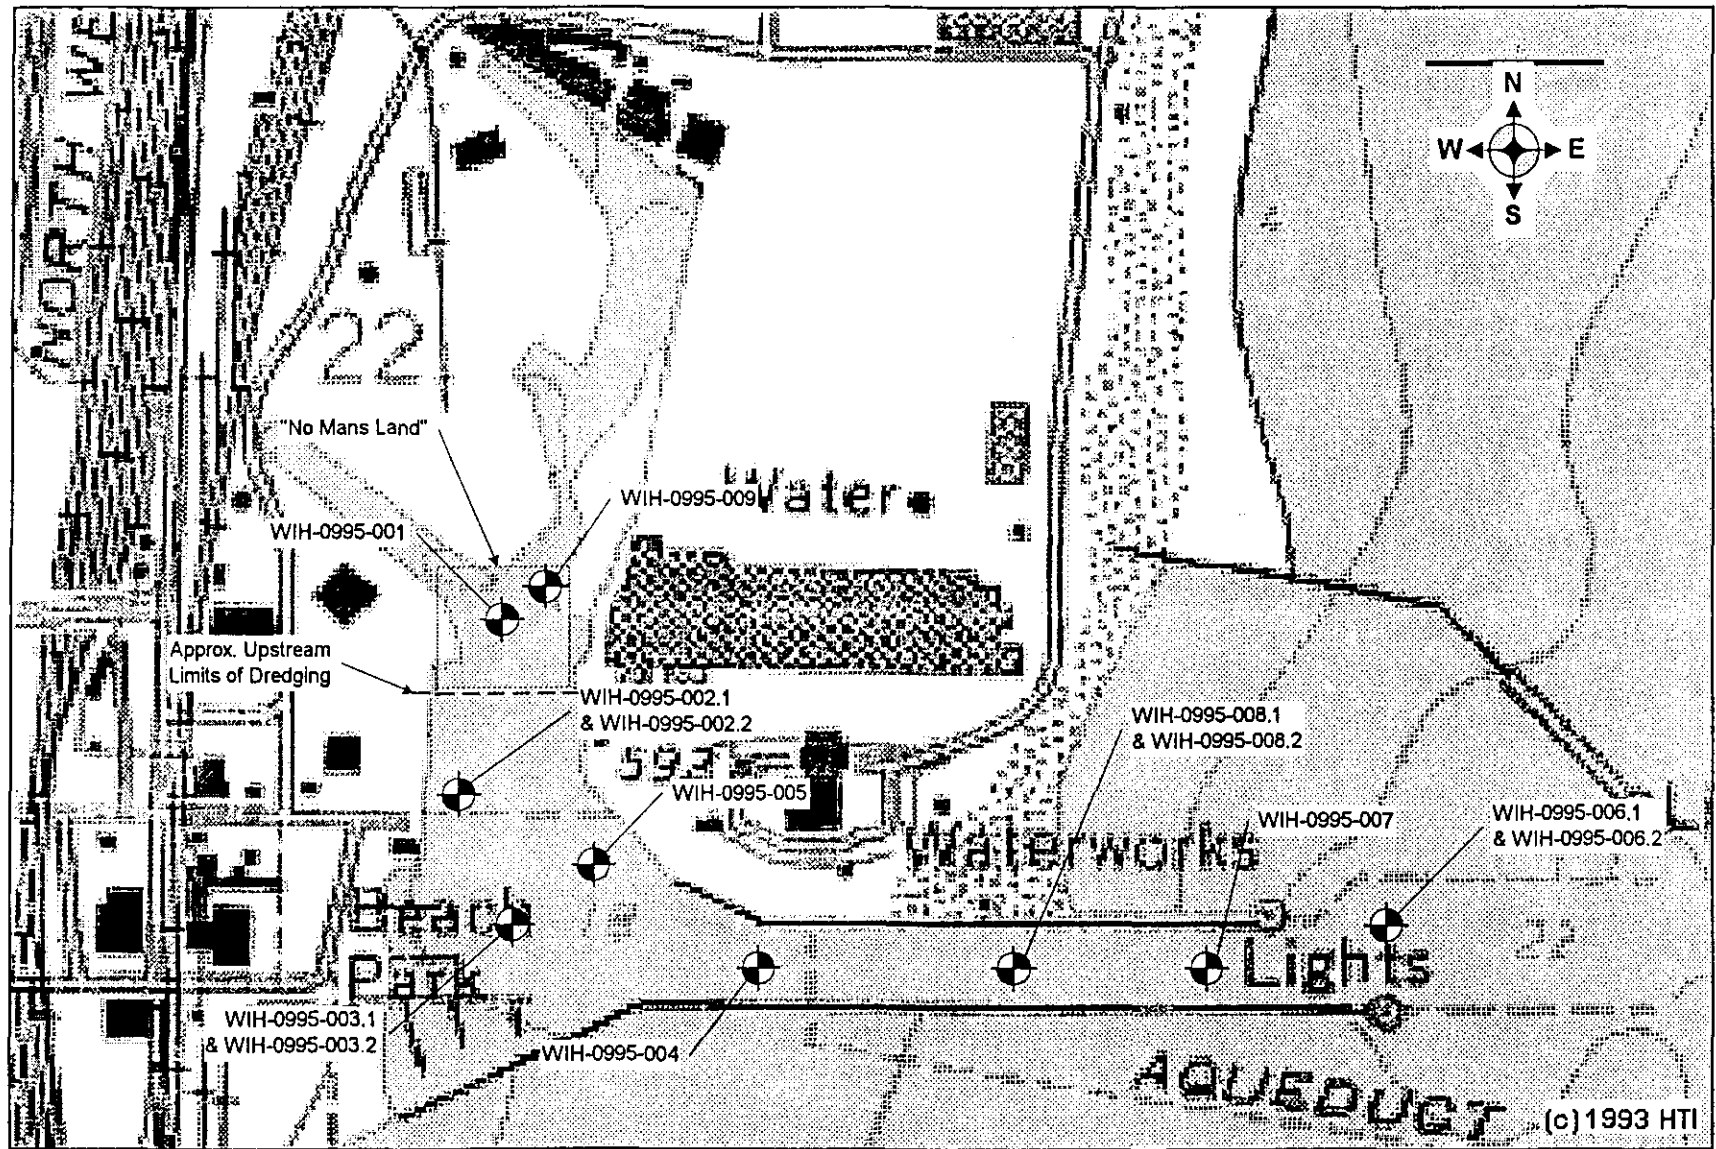 N
W E
S
NORTH WE
22
"No Mans Land"
WIH-0995-009
Water
WIH-0995-001
Approx. Upstream
Limits of Dredging
WIH-0995-002.1
& WIH-0995-002.2
593
WIH-0995-008.1
& WIH-0995-008.2
WIH-0995-005
WIH-0995-007
WIH-0995-006.1
& WIH-0995-006.2
Waterworks
Beach
Park
Lights
22
WIH-0995-003.1
& WIH-0995-003.2
WIH-0995-004
AQUEDUCT
(c) 1993 HTI